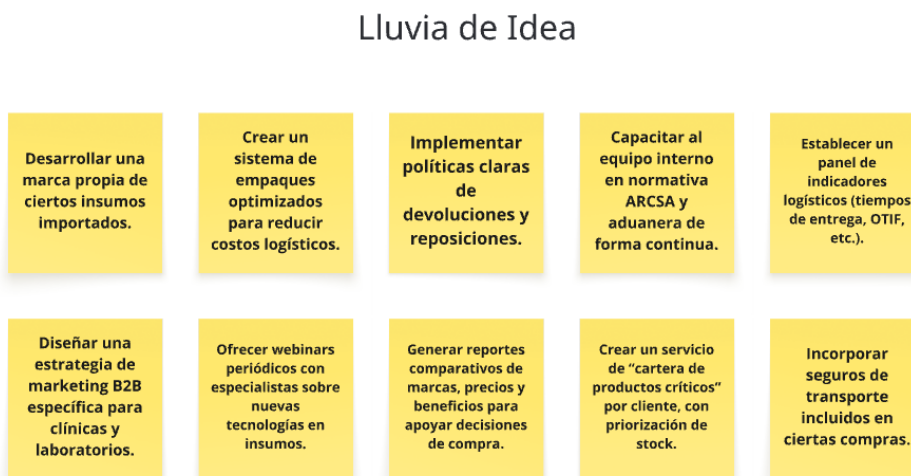 Lluvia de Idea
Desarrollar una
marca propia de
ciertos insumos
importados.
Crear un
sistema de
empaques
optimizados
para reducir
costos logísticos.
Implementar
políticas claras
de
devoluciones y
reposiciones.
Capacitar al
equipo interno
en normativa
ARCSA y
aduanera de
forma continua.
Establecer un
panel de
indicadores
logísticos (tiempos
de entrega, OTIF,
etc.).
Diseñar una
estrategia de
marketing B2B
específica para
clínicas y
laboratorios.
Ofrecer webinars
periódicos con
especialistas sobre
nuevas
tecnologías en
insumos.
Generar reportes
comparativos de
marcas, precios y
beneficios para
apoyar decisiones
de compra.
Crear un servicio
de “cartera de
productos críticos”
por cliente, con
priorización de
stock.
Incorporar
seguros de
transporte
incluidos en
ciertas compras.